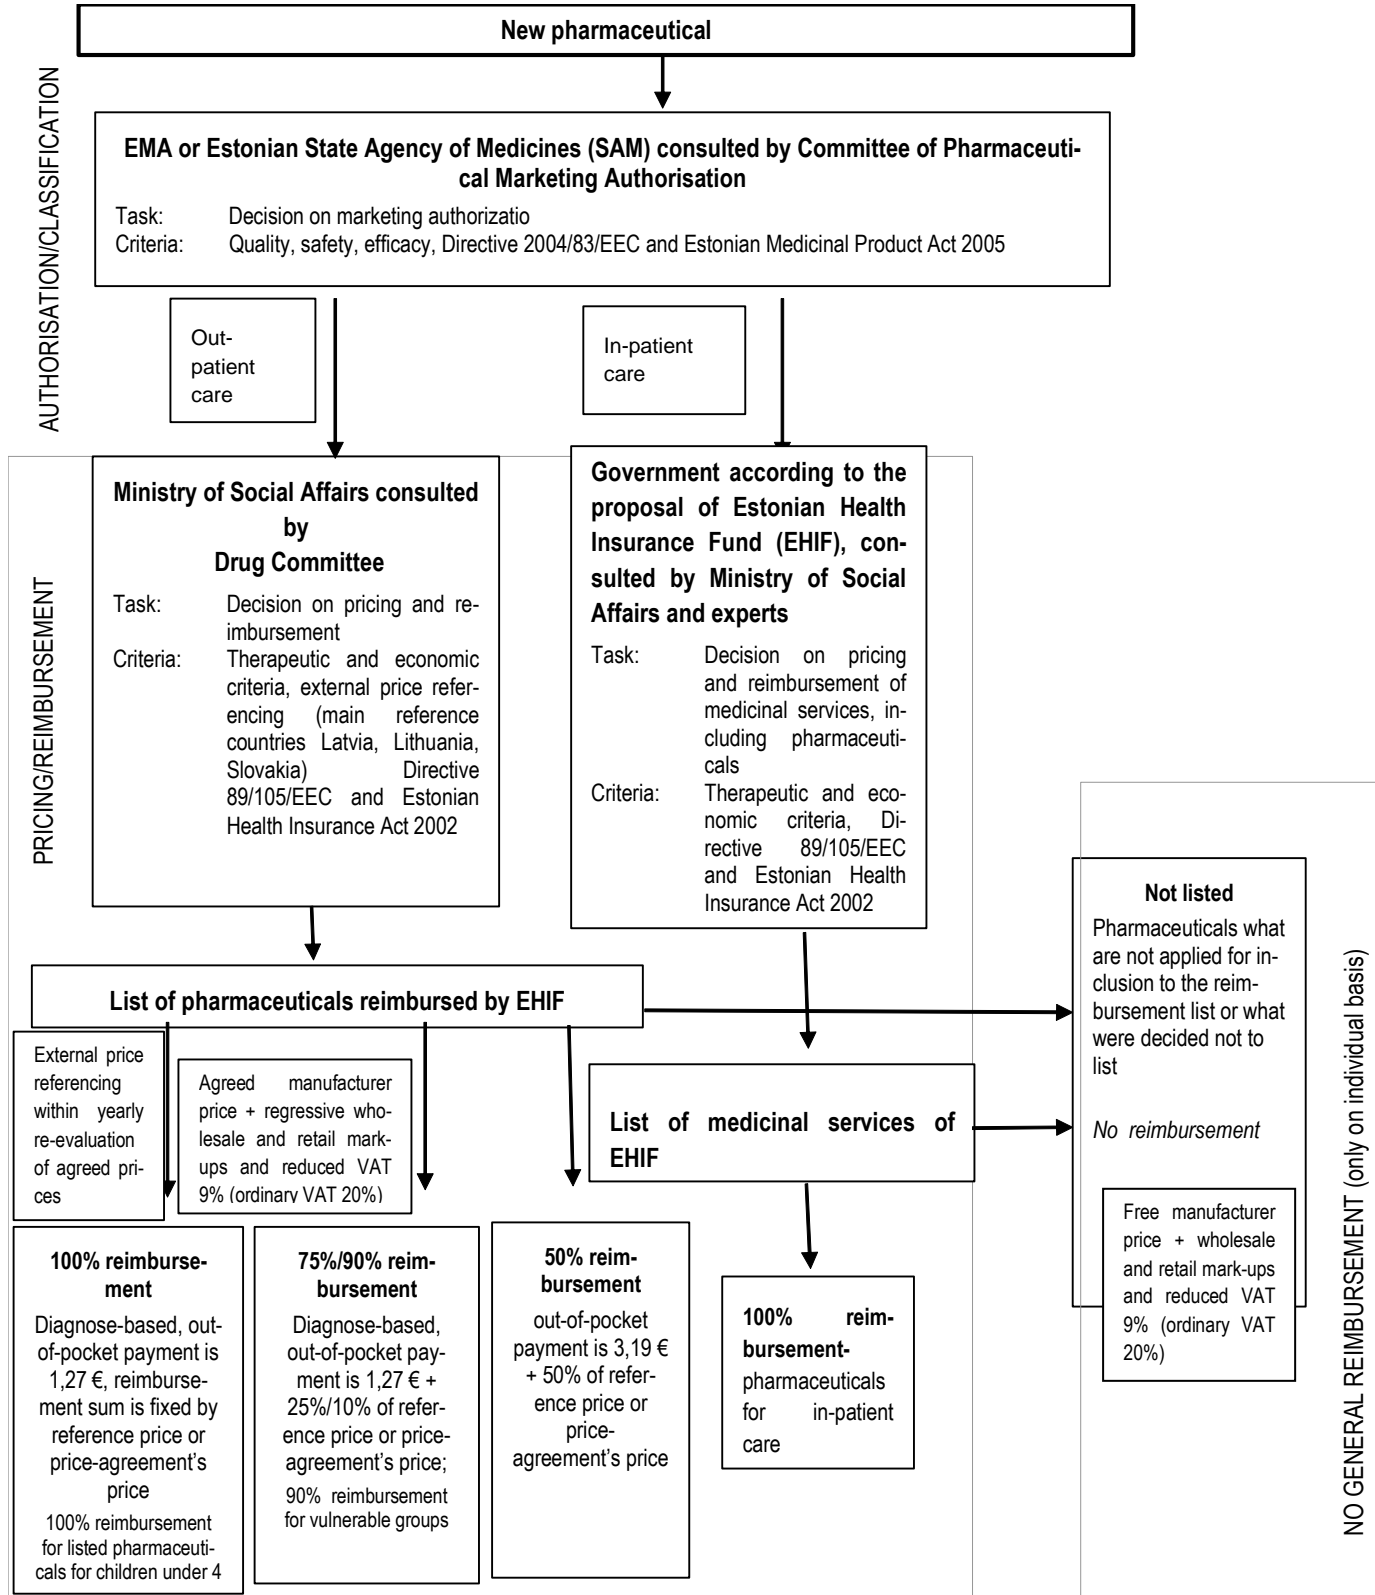 New pharmaceutical
AUTHORISATION/CLASSIFICATION
EMA or Estonian State Agency of Medicines (SAM) consulted by Committee of Pharmaceuti-
cal Marketing Authorisation
Task: Decision on marketing authorizatio
Criteria: Quality, safety, efficacy, Directive 2004/83/EEC and Estonian Medicinal Product Act 2005
Out-
patient
care
In-patient
care
PRICING/REIMBURSEMENT
Ministry of Social Affairs consulted
by
Drug Committee
Task: Decision on pricing and re-
imbursement
Criteria: Therapeutic and economic
criteria, external price refer-
encing (main reference
countries Latvia, Lithuania,
Slovakia) Directive
89/105/EEC and Estonian
Health Insurance Act 2002
Government according to the
proposal of Estonian Health
Insurance Fund (EHIF), con-
sulted by Ministry of Social
Affairs and experts
Task: Decision on pricing
and reimbursement of
medicinal services, in-
cluding pharmaceuti-
cals
Criteria: Therapeutic and eco-
nomic criteria, Di-
rective 89/105/EEC
and Estonian Health
Insurance Act 2002
Not listed
Pharmaceuticals what
are not applied for in-
clusion to the reim-
bursement list or what
were decided not to
list
No reimbursement
Free manufacturer
price + wholesale
and retail mark-ups
and reduced VAT
9% (ordinary VAT
20%)
NO GENERAL REIMBURSEMENT (only on individual basis)
List of pharmaceuticals reimbursed by EHIF
External price
referencing
within yearly
re-evaluation
of agreed pri-
ces
Agreed manufacturer
price + regressive who-
lesale and retail mark-
ups and reduced VAT
9% (ordinary VAT 20%)
List of medicinal services of
EHIF
100% reimburse-
ment
Diagnose-based, out-
of-pocket payment is
1,27 €, reimburse-
ment sum is fixed by
reference price or
price-agreement's
price
100% reimbursement
for listed pharmaceuti-
cals for children under 4
75%/90% reim-
bursement
Diagnose-based,
out-of-pocket pay-
ment is 1,27 € +
25%/10% of refer-
ence price or price-
agreement's price;
90% reimbursement
for vulnerable groups
50% reim-
bursement
out-of-pocket
payment is 3,19 €
+ 50% of refer-
ence price or
price-
agreement's price
100% reim-
bursement-
pharmaceuticals
for in-patient
care